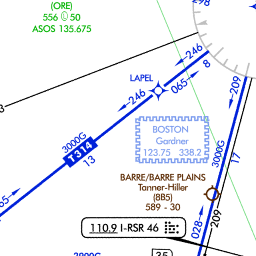 (ORE)
556 50
ASOS 135.675
298
246
8
065
LAPEL
246
209
BOSTON
Gardner
123.75 338.2
3000G
T314
13
3000G
17
BARRE/BARRE PLAINS
Tanner-Hiller
(8B5)
589 - 30
209
028
110.9 I-RSR 46
65
3000G
35